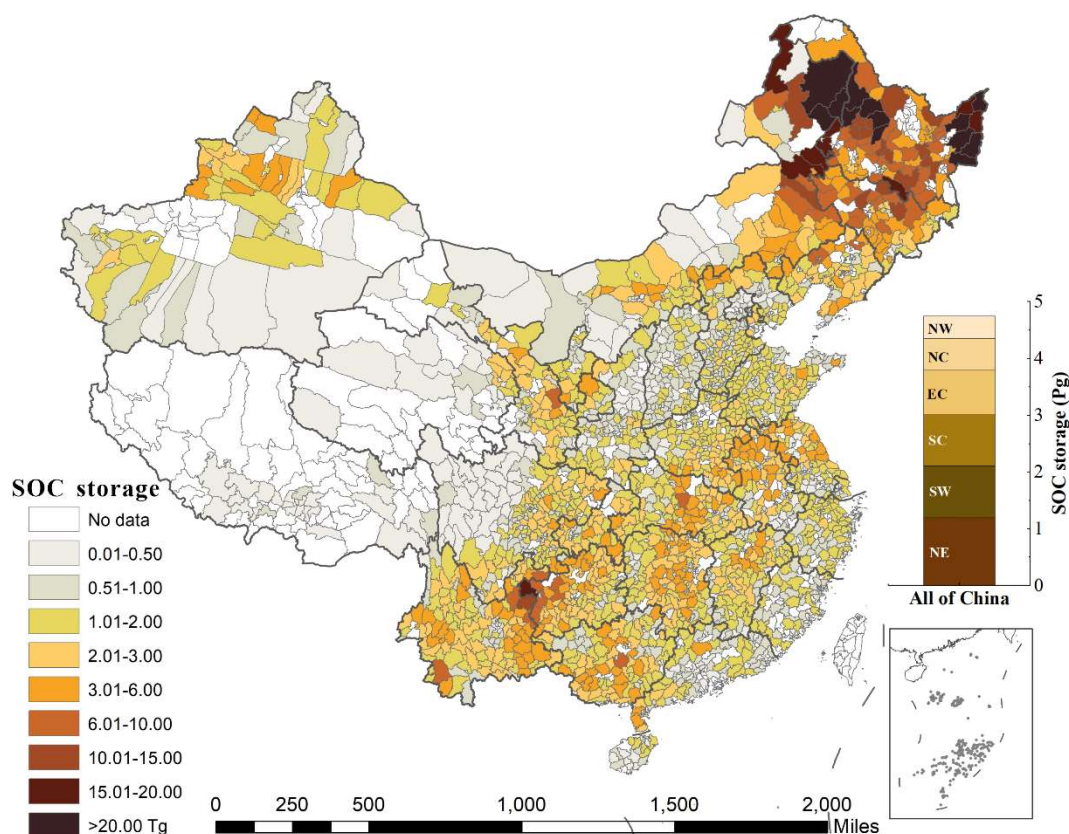 SOC storage
No data
0.01-0.50
0.51-1.00
1.01-2.00
2.01-3.00
3.01-6.00
6.01-10.00
10.01-15.00
15.01-20.00
>20.00 Tg
0 250 500 1,000 1,500 2,000
Miles
5
4
3
2
1
0
SOC storage (Pg)
NW
NC
EC
SC
SW
NE
All of China